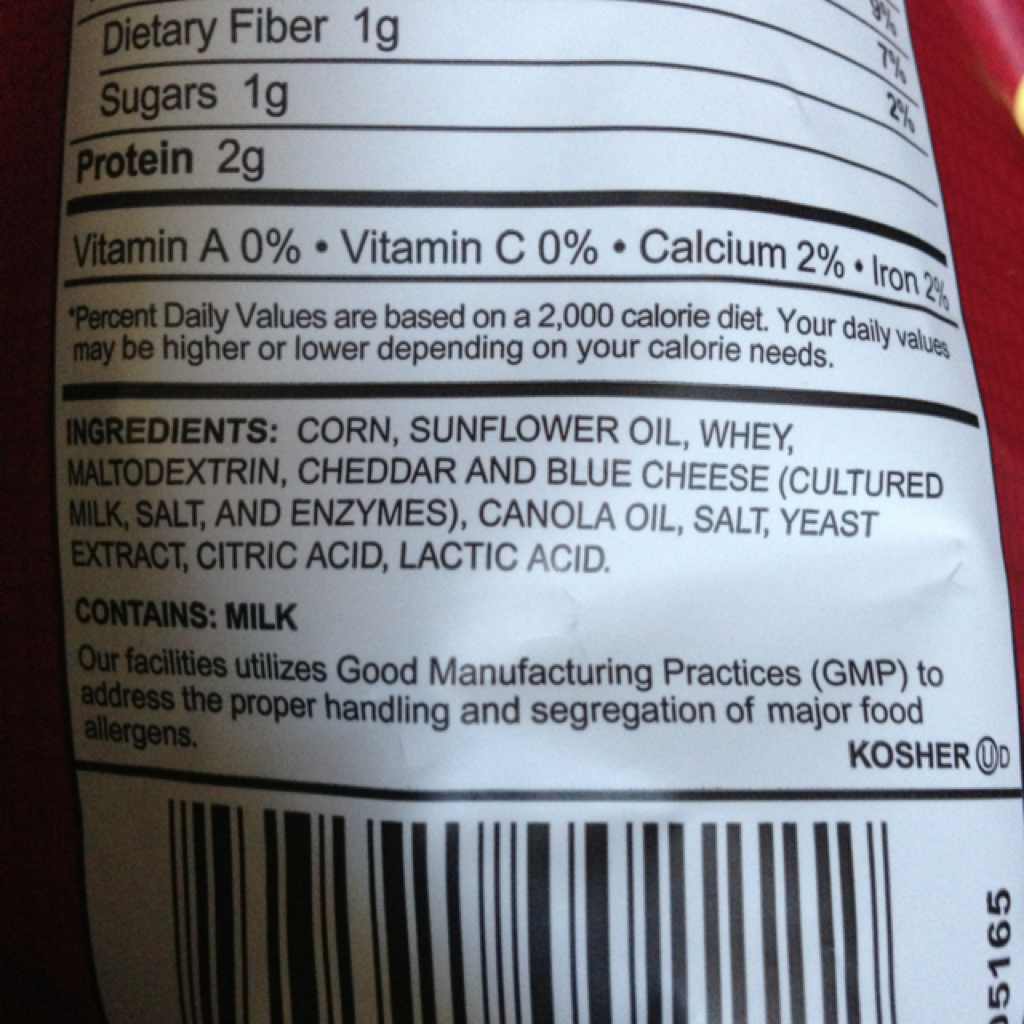 9%
Dietary Fiber 1g 7%
Sugars 1g 2%
Protein 2g
Vitamin A 0% • Vitamin C 0% • Calcium 2% • Iron 2%
*Percent Daily Values are based on a 2,000 calorie diet. Your daily values
may be higher or lower depending on your calorie needs.
INGREDIENTS: CORN, SUNFLOWER OIL, WHEY,
MALTODEXTRIN, CHEDDAR AND BLUE CHEESE (CULTURED
MILK, SALT, AND ENZYMES), CANOLA OIL, SALT, YEAST
EXTRACT, CITRIC ACID, LACTIC ACID.
CONTAINS: MILK
Our facilities utilizes Good Manufacturing Practices (GMP) to
address the proper handling and segregation of major food
allergens.
KOSHER ⓊD
5165